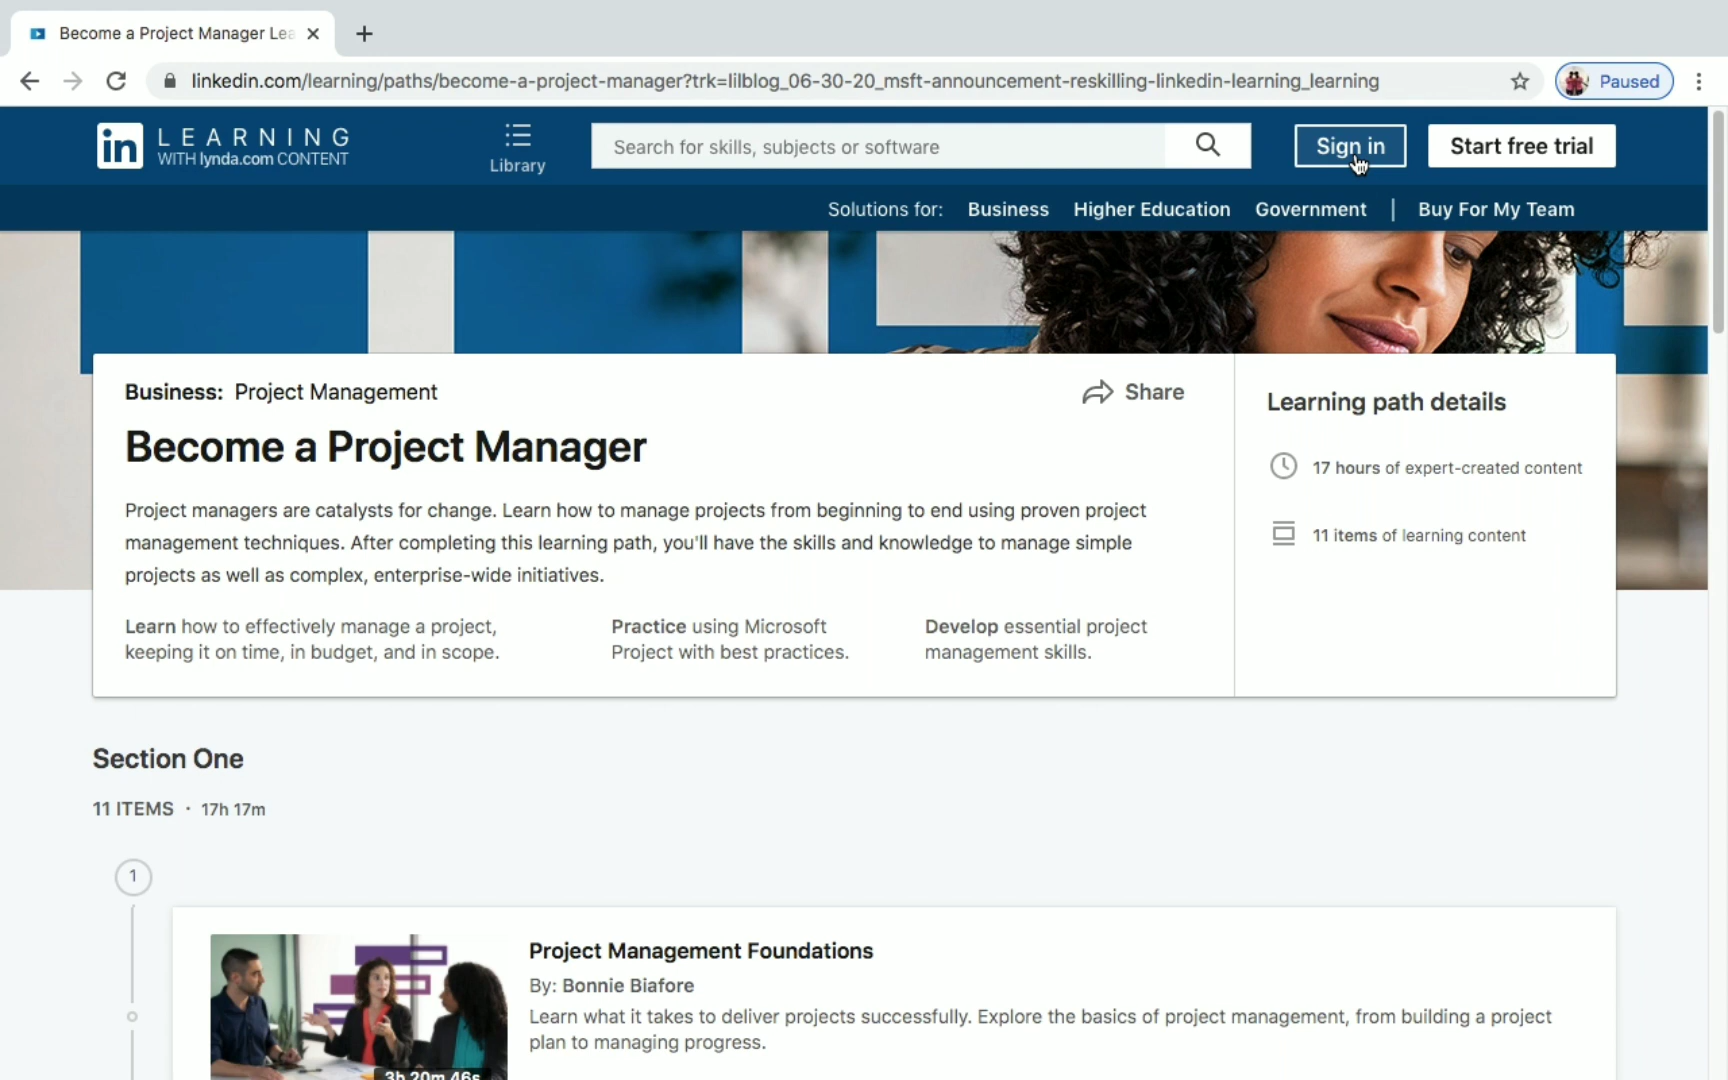 Become a Project Manager Lea
linkedin.com/learning/paths/become-a-project-manager?trk=lilblog_06-30-20_msft-announcement-reskilling-linkedin-learning_learning
Paused
in LEARNING
WITH lynda.com CONTENT
Library
Search for skills, subjects or software
Sign in
Start free trial
Solutions for: Business Higher Education Government | Buy For My Team
Business: Project Management
Share
Become a Project Manager
Project managers are catalysts for change. Learn how to manage projects from beginning to end using proven project
management techniques. After completing this learning path, you'll have the skills and knowledge to manage simple
projects as well as complex, enterprise-wide initiatives.
Learn how to effectively manage a project,
keeping it on time, in budget, and in scope.
Practice using Microsoft
Project with best practices.
Develop essential project
management skills.
Learning path details
17 hours of expert-created content
11 items of learning content
Section One
11 ITEMS · 17h 17m
1
Project Management Foundations
By: Bonnie Biafore
Learn what it takes to deliver projects successfully. Explore the basics of project management, from building a project
plan to managing progress.
3h 20m 46s